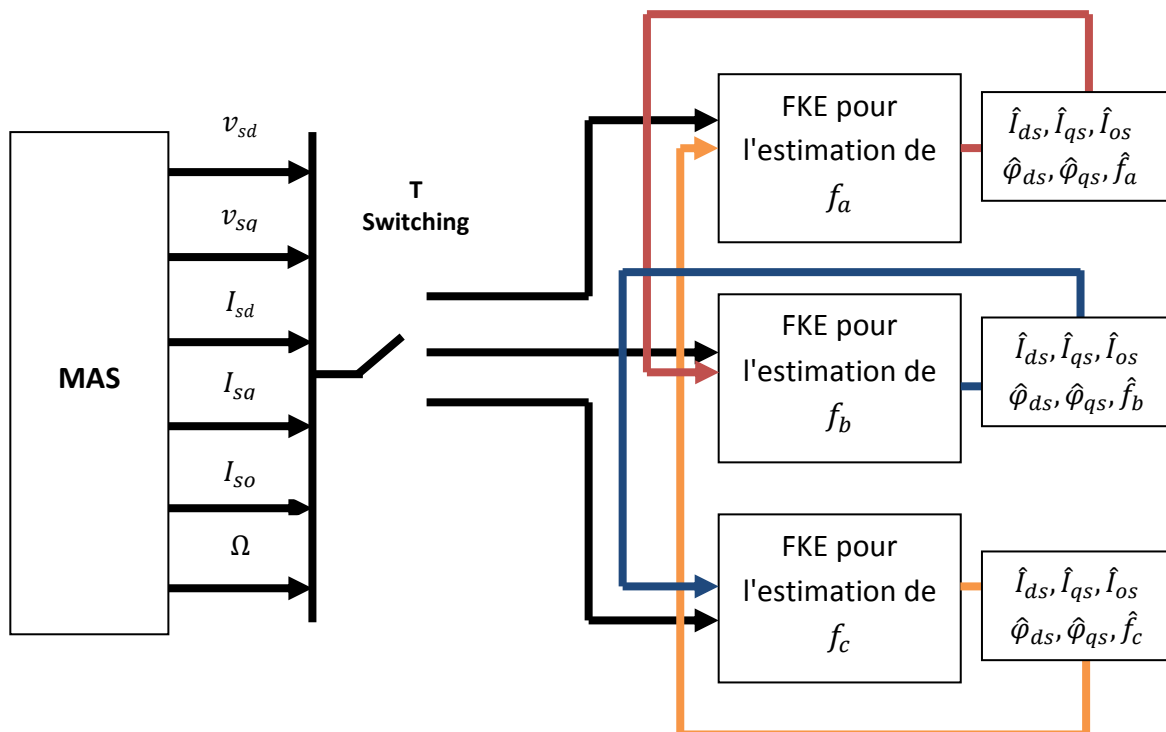 MAS
v_sd
v_sq
I_sd
I_sq
I_so
Ω
T
Switching
FKE pour
l'estimation de
f_a
Î_ds, Î_qs, Î_os
φ̂_ds, φ̂_qs, f̂_a
FKE pour
l'estimation de
f_b
Î_ds, Î_qs, Î_os
φ̂_ds, φ̂_qs, f̂_b
FKE pour
l'estimation de
f_c
Î_ds, Î_qs, Î_os
φ̂_ds, φ̂_qs, f̂_c